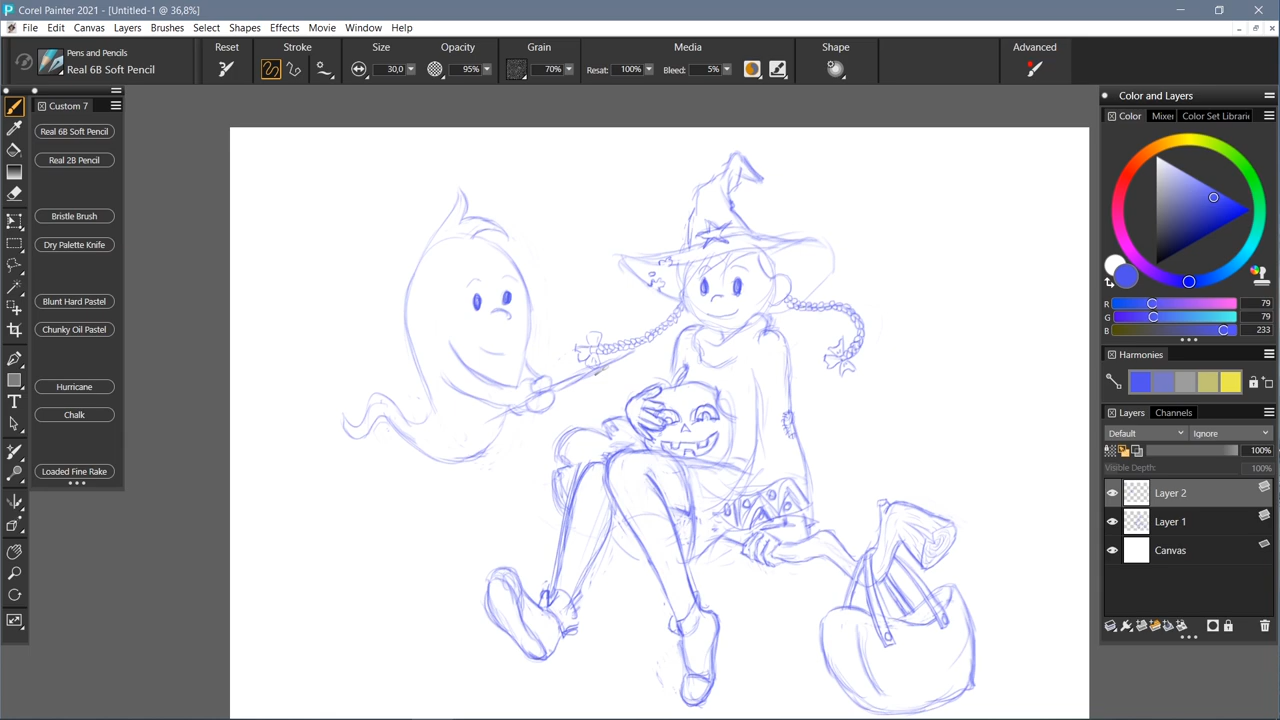 Corel Painter 2021 - [Untitled-1 @ 36,8%]
File Edit Canvas Layers Brushes Select Shapes Effects Movie Window Help
Pens and Pencils
Real 6B Soft Pencil
Reset Stroke Size Opacity Grain Media Shape Advanced
30,0 95% 70% Resat: 100% Bleed: 5%
Custom 7
Real 6B Soft Pencil
Real 2B Pencil
Bristle Brush
Dry Palette Knife
Blunt Hard Pastel
Chunky Oil Pastel
Hurricane
Chalk
Loaded Fine Rake
Color and Layers
Color Mixer Color Set Librari
R 79
G 79
B 233
Harmonies
Layers Channels
Default Ignore
100%
Visible Depth: 100%
Layer 2
Layer 1
Canvas